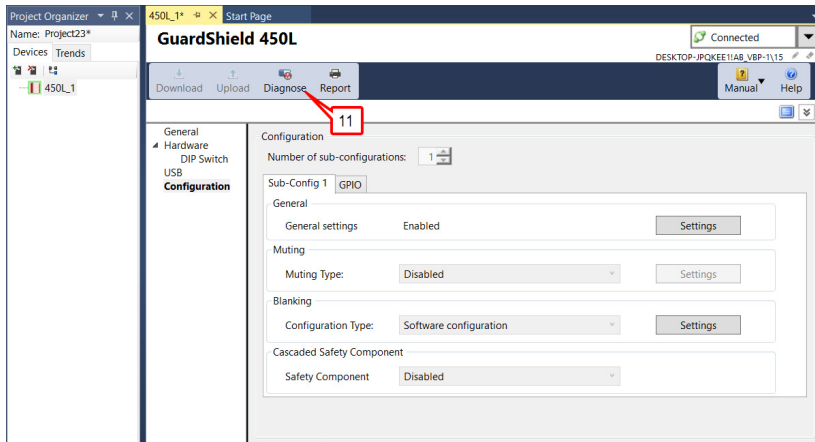 Project Organizer
450L_1*
Start Page
Name: Project23*
GuardShield 450L
Connected
Devices Trends
DESKTOP-JPQKEE1!AB_VBP-1\15
450L_1
Download Upload Diagnose Report
Manual Help
11
General
Hardware
DIP Switch
USB
Configuration
Configuration
Number of sub-configurations: 1
Sub-Config 1 GPIO
General
General settings Enabled Settings
Muting
Muting Type: Disabled Settings
Blanking
Configuration Type: Software configuration Settings
Cascaded Safety Component
Safety Component Disabled